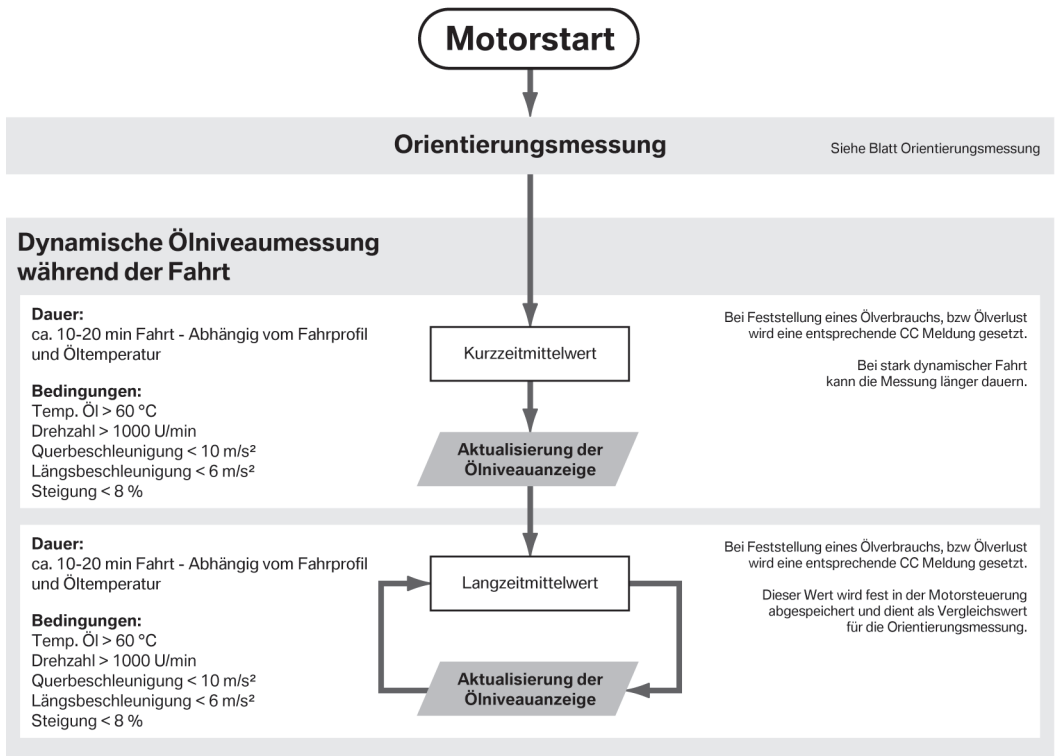 Motorstart
Orientierungsmessung
Siehe Blatt Orientierungsmessung
Dynamische Ölniveaumessung
während der Fahrt
Dauer:
ca. 10-20 min Fahrt - Abhängig vom Fahrprofil
und Öltemperatur
Bedingungen:
Temp. Öl > 60 °C
Drehzahl > 1000 U/min
Querbeschleunigung < 10 m/s²
Längsbeschleunigung < 6 m/s²
Steigung < 8 %
Kurzzeitmittelwert
Aktualisierung der
Ölniveauanzeige
Bei Feststellung eines Ölverbrauchs, bzw Ölverlust
wird eine entsprechende CC Meldung gesetzt.
Bei stark dynamischer Fahrt
kann die Messung länger dauern.
Dauer:
ca. 10-20 min Fahrt - Abhängig vom Fahrprofil
und Öltemperatur
Bedingungen:
Temp. Öl > 60 °C
Drehzahl > 1000 U/min
Querbeschleunigung < 10 m/s²
Längsbeschleunigung < 6 m/s²
Steigung < 8 %
Langzeitmittelwert
Aktualisierung der
Ölniveauanzeige
Bei Feststellung eines Ölverbrauchs, bzw Ölverlust
wird eine entsprechende CC Meldung gesetzt.
Dieser Wert wird fest in der Motorsteuerung
abgespeichert und dient als Vergleichswert
für die Orientierungsmessung.